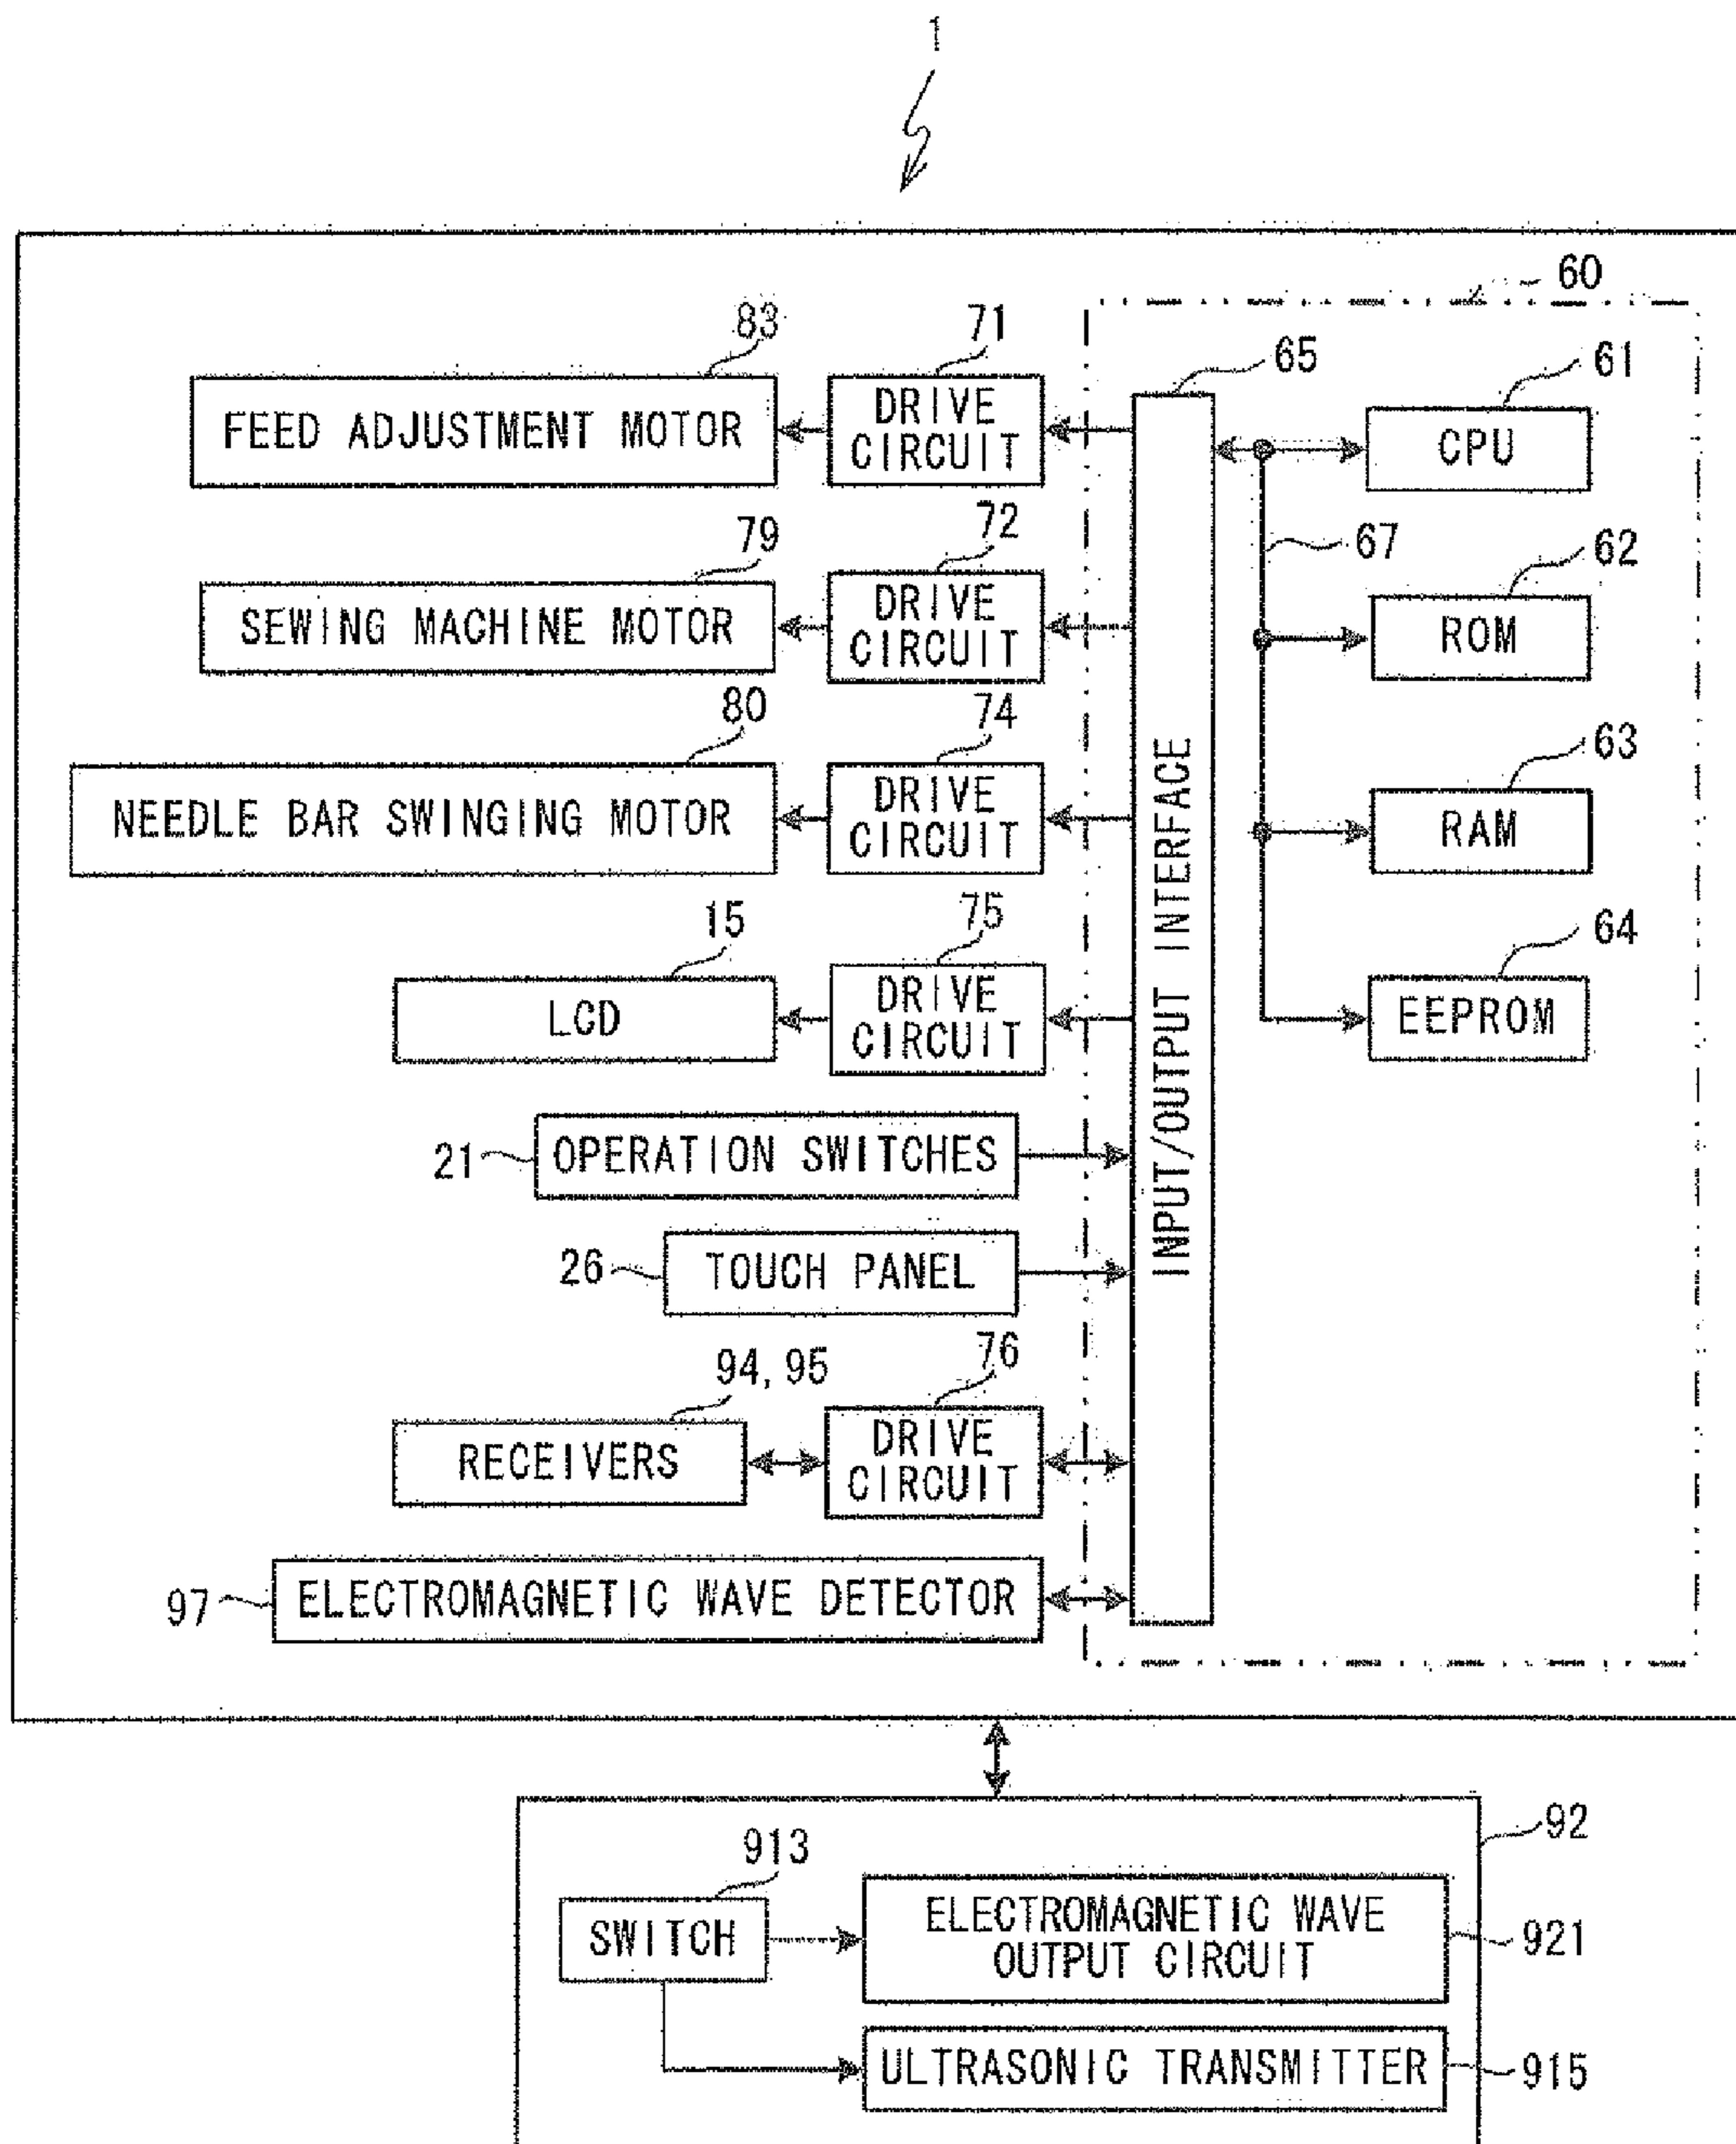 1
60
83
71
65
61
FEED ADJUSTMENT MOTOR
DRIVE
CIRCUIT
CPU
79
72
67
62
SEWING MACHINE MOTOR
DRIVE
CIRCUIT
ROM
80
74
63
NEEDLE BAR SWINGING MOTOR
DRIVE
CIRCUIT
RAM
INPUT/OUTPUT INTERFACE
15
75
64
LCD
DRIVE
CIRCUIT
EEPROM
21
OPERATION SWITCHES
26
TOUCH PANEL
94, 95
76
RECEIVERS
DRIVE
CIRCUIT
97
ELECTROMAGNETIC WAVE DETECTOR
92
913
SWITCH
ELECTROMAGNETIC WAVE
OUTPUT CIRCUIT
921
ULTRASONIC TRANSMITTER
915